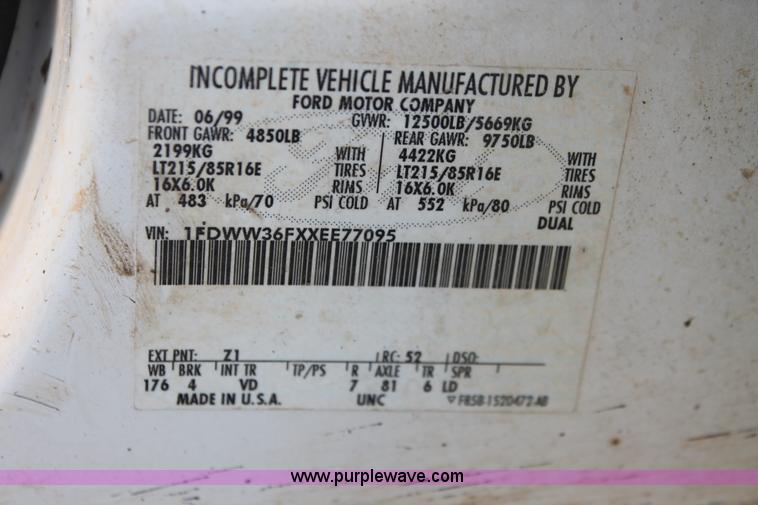 INCOMPLETE VEHICLE MANUFACTURED BY
FORD MOTOR COMPANY
DATE: 06/99 GVWR: 12500LB/5669KG
FRONT GAWR: 4850LB REAR GAWR: 9750LB
2199KG WITH 4422KG WITH
LT215/85R16E TIRES LT215/85R16E TIRES
16X6.0K RIMS 16X6.0K RIMS
AT 483 kPa/70 PSI COLD AT 552 kPa/80 PSI COLD
DUAL
VIN: 1FDWW36FXXEE77095
EXT PNT: Z1 RC: 52 DSO:
WB BRK INT TR TP/PS R AXLE TR SPR
176 4 VD 7 81 6 LD
MADE IN U.S.A. UNC F85B-1520472-AB
www.purplewave.com